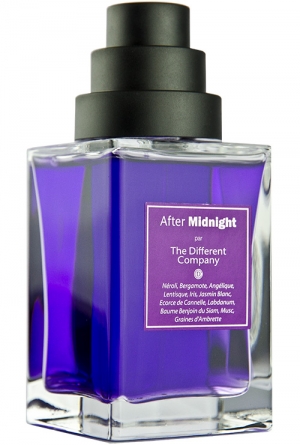 After Midnight
par
The Different
Company
Néroli, Bergamote, Angélique,
Lentisque, Iris, Jasmin Blanc,
Ecorce de Cannelle, Labdanum,
Baume Benjoin du Siam, Musc,
Graines d'Ambrette